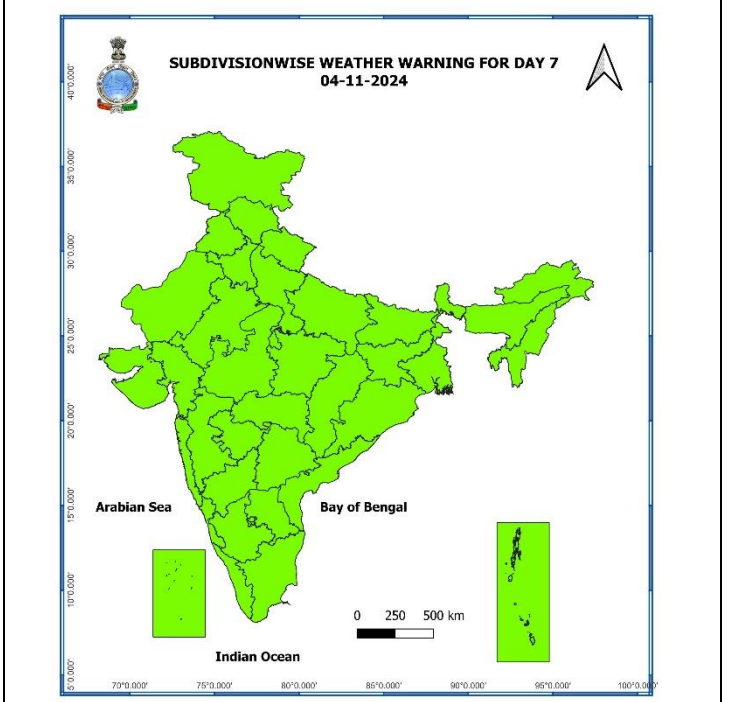 SUBDIVISIONWISE WEATHER WARNING FOR DAY 7
04-11-2024
40°0.000'
35°0.000'
30°0.000'
25°0.000'
20°0.000'
15°0.000'
10°0.000'
5°0.000'
Arabian Sea
Bay of Bengal
0 250 500 km
Indian Ocean
70°0.000' 75°0.000' 80°0.000' 85°0.000' 90°0.000' 95°0.000' 100°0.000'